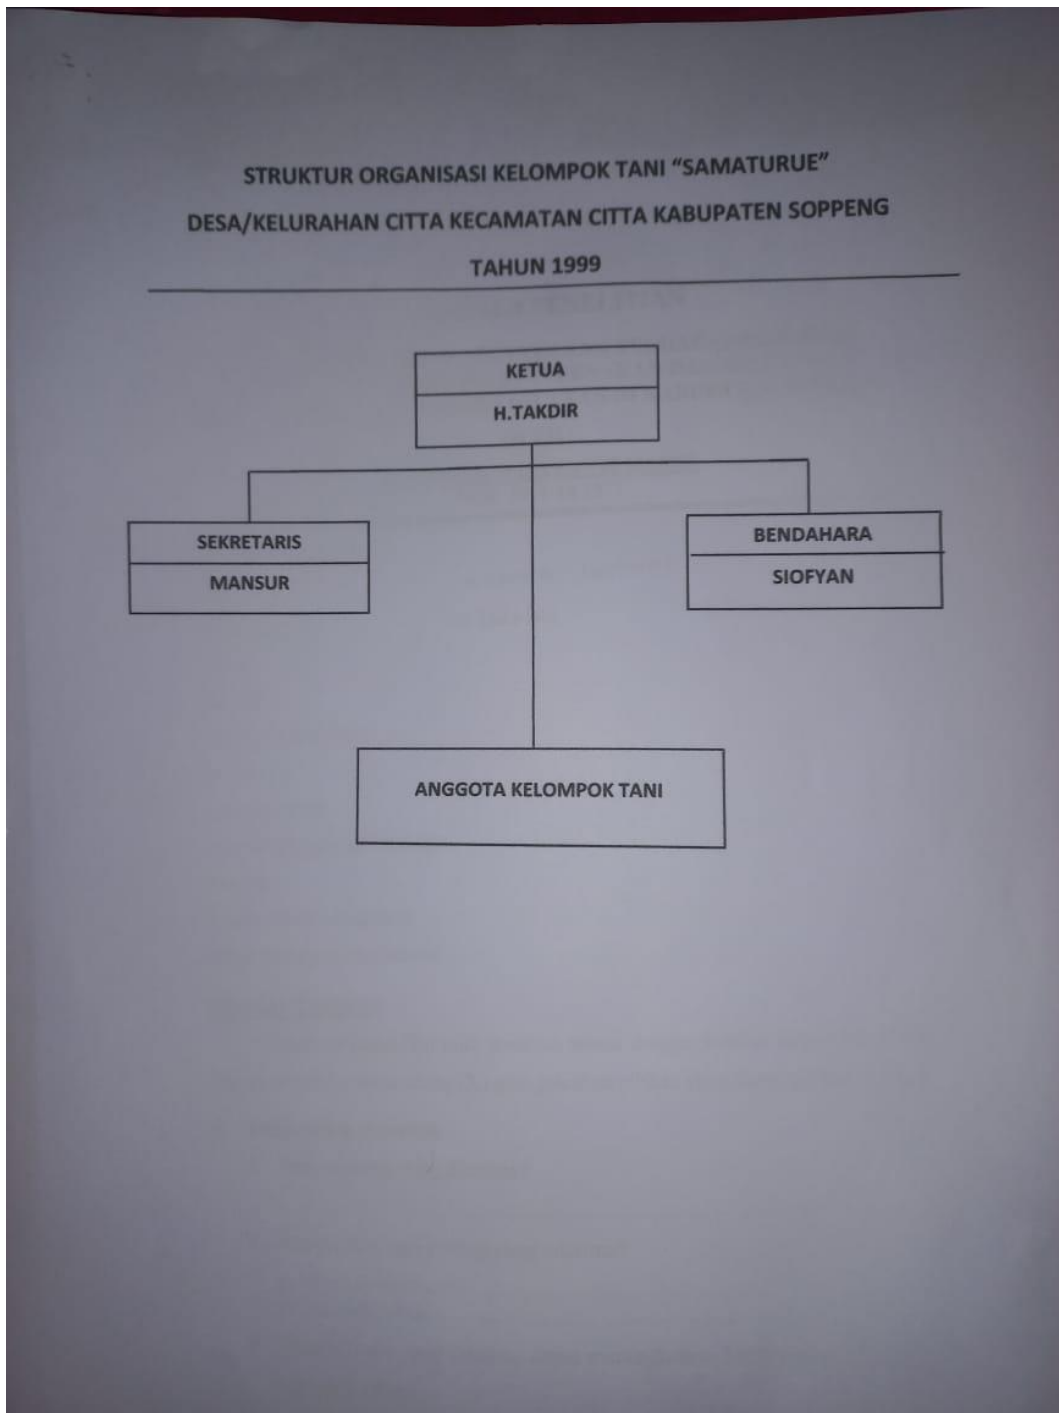 STRUKTUR ORGANISASI KELOMPOK TANI “SAMATURUE”
DESA/KELURAHAN CITTA KECAMATAN CITTA KABUPATEN SOPPENG
TAHUN 1999
KETUA
H.TAKDIR
SEKRETARIS
MANSUR
BENDAHARA
SIOFYAN
ANGGOTA KELOMPOK TANI